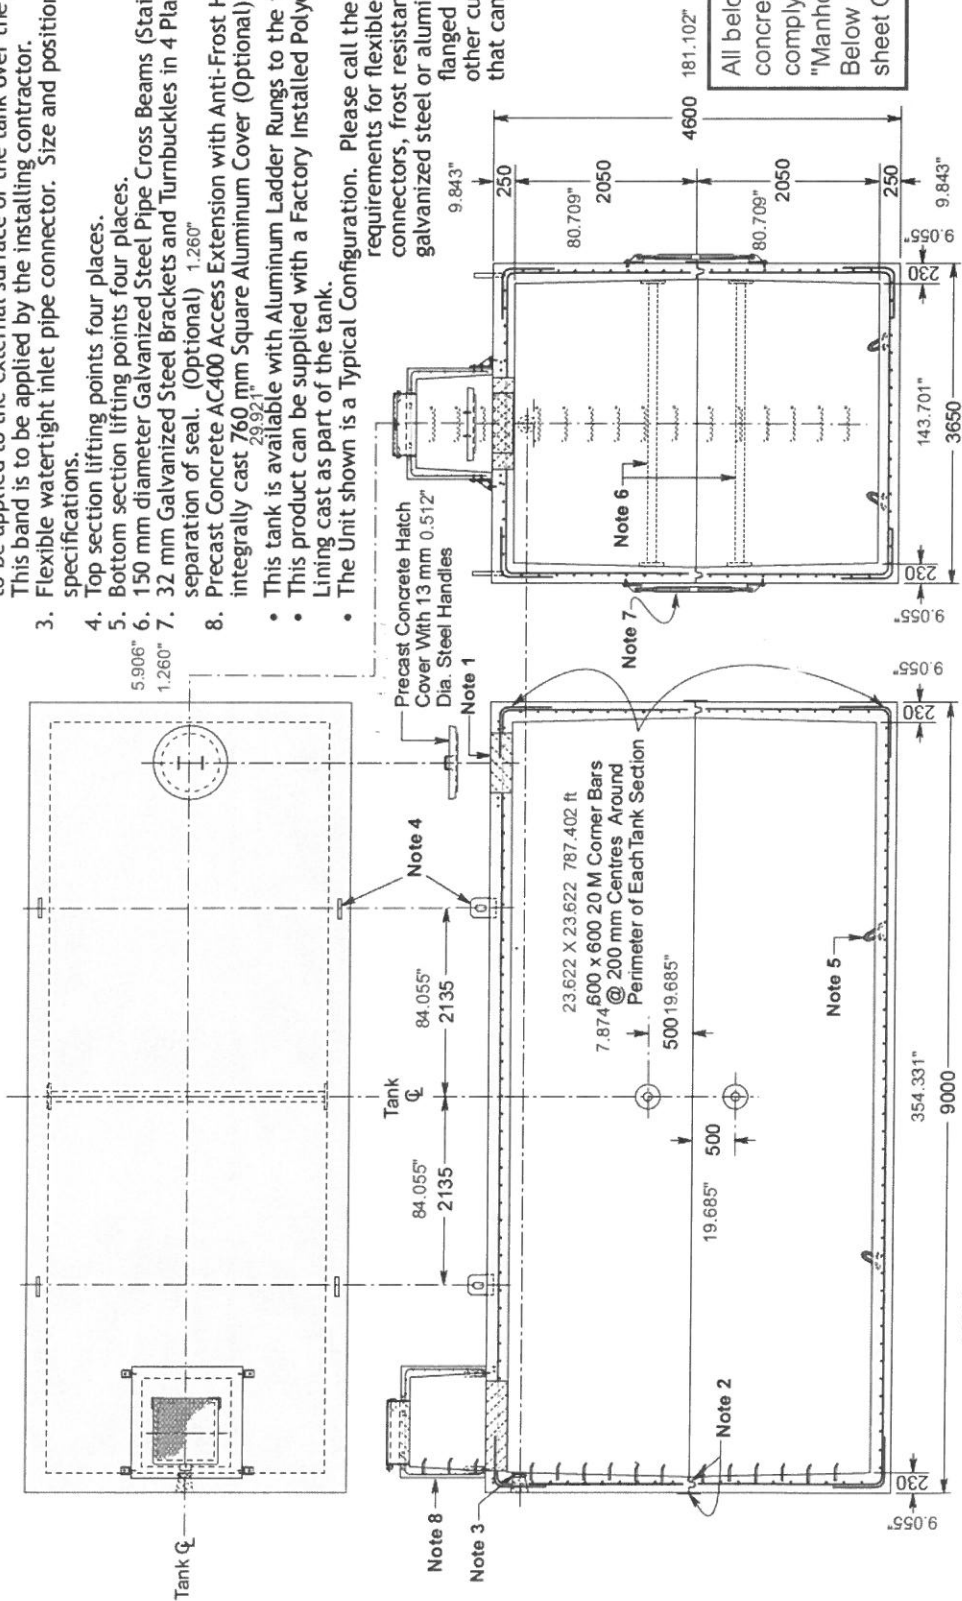 to be applied to the external surface of the tank over the
This band is to be applied by the installing contractor.
3. Flexible watertight inlet pipe connector. Size and position
specifications.
4. Top section lifting points four places.
5. Bottom section lifting points four places.
5.906"
6. 150 mm diameter Galvanized Steel Pipe Cross Beams (Stai
1.260"
7. 32 mm Galvanized Steel Brackets and Turnbuckles in 4 Pla
separation of seal. (Optional) 1.260"
8. Precast Concrete AC400 Access Extension with Anti-Frost H
integrally cast 760 mm Square Aluminum Cover (Optional)
29.921"
• This tank is available with Aluminum Ladder Rungs to the
• This product can be supplied with a Factory Installed Poly
Lining cast as part of the tank.
• The Unit shown is a Typical Configuration. Please call the
requirements for flexible
connectors, frost resistan
galvanized steel or alumi
flanged
other cu
that can
181.102"
All belo
concre
comply
"Manho
Below
sheet C
Tank CL
Tank
CL
84.055"
2135
84.055"
2135
Note 4
Precast Concrete Hatch
Cover With 13 mm 0.512"
Dia. Steel Handles
Note 1
Note 8
Note 3
23.622 X 23.622 787.402 ft
600 x 600 20 M Corner Bars
7.874 @ 200 mm Centres Around
Perimeter of EachTank Section
500 19.685"
500
19.685"
Note 2
Note 5
230
9.055"
354.331"
9000
230
9.055"
Note 7
Note 6
9.843"
250
80.709"
2050
4600
80.709"
2050
250
9.843"
230
9.055"
143.701"
3650
230
9.055"